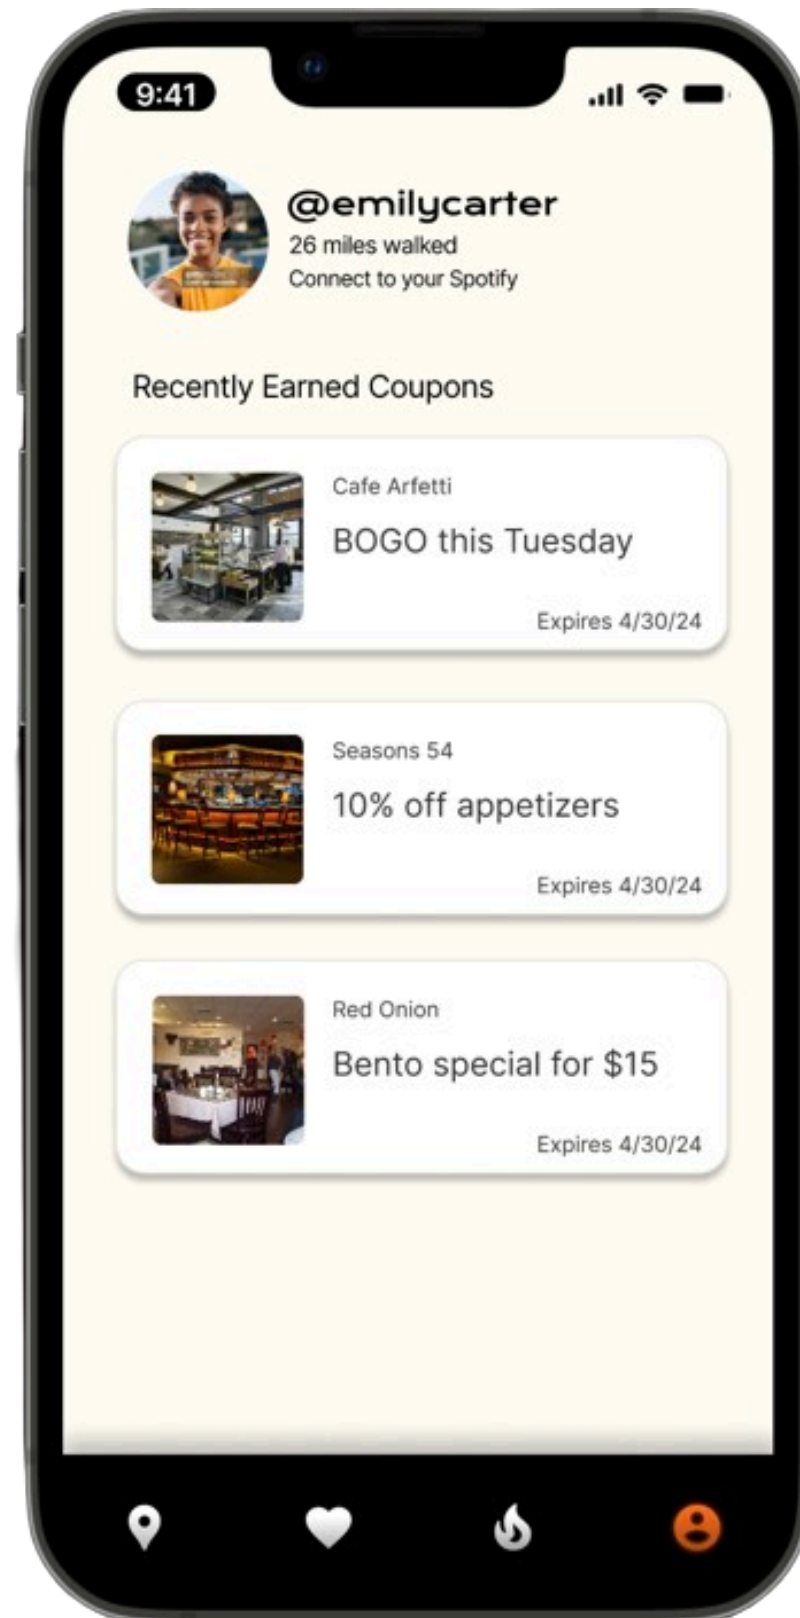 9:41
@emilycarter
26 miles walked
Connect to your Spotify
Recently Earned Coupons
Cafe Arfetti
BOGO this Tuesday
Expires 4/30/24
Seasons 54
10% off appetizers
Expires 4/30/24
Red Onion
Bento special for $15
Expires 4/30/24